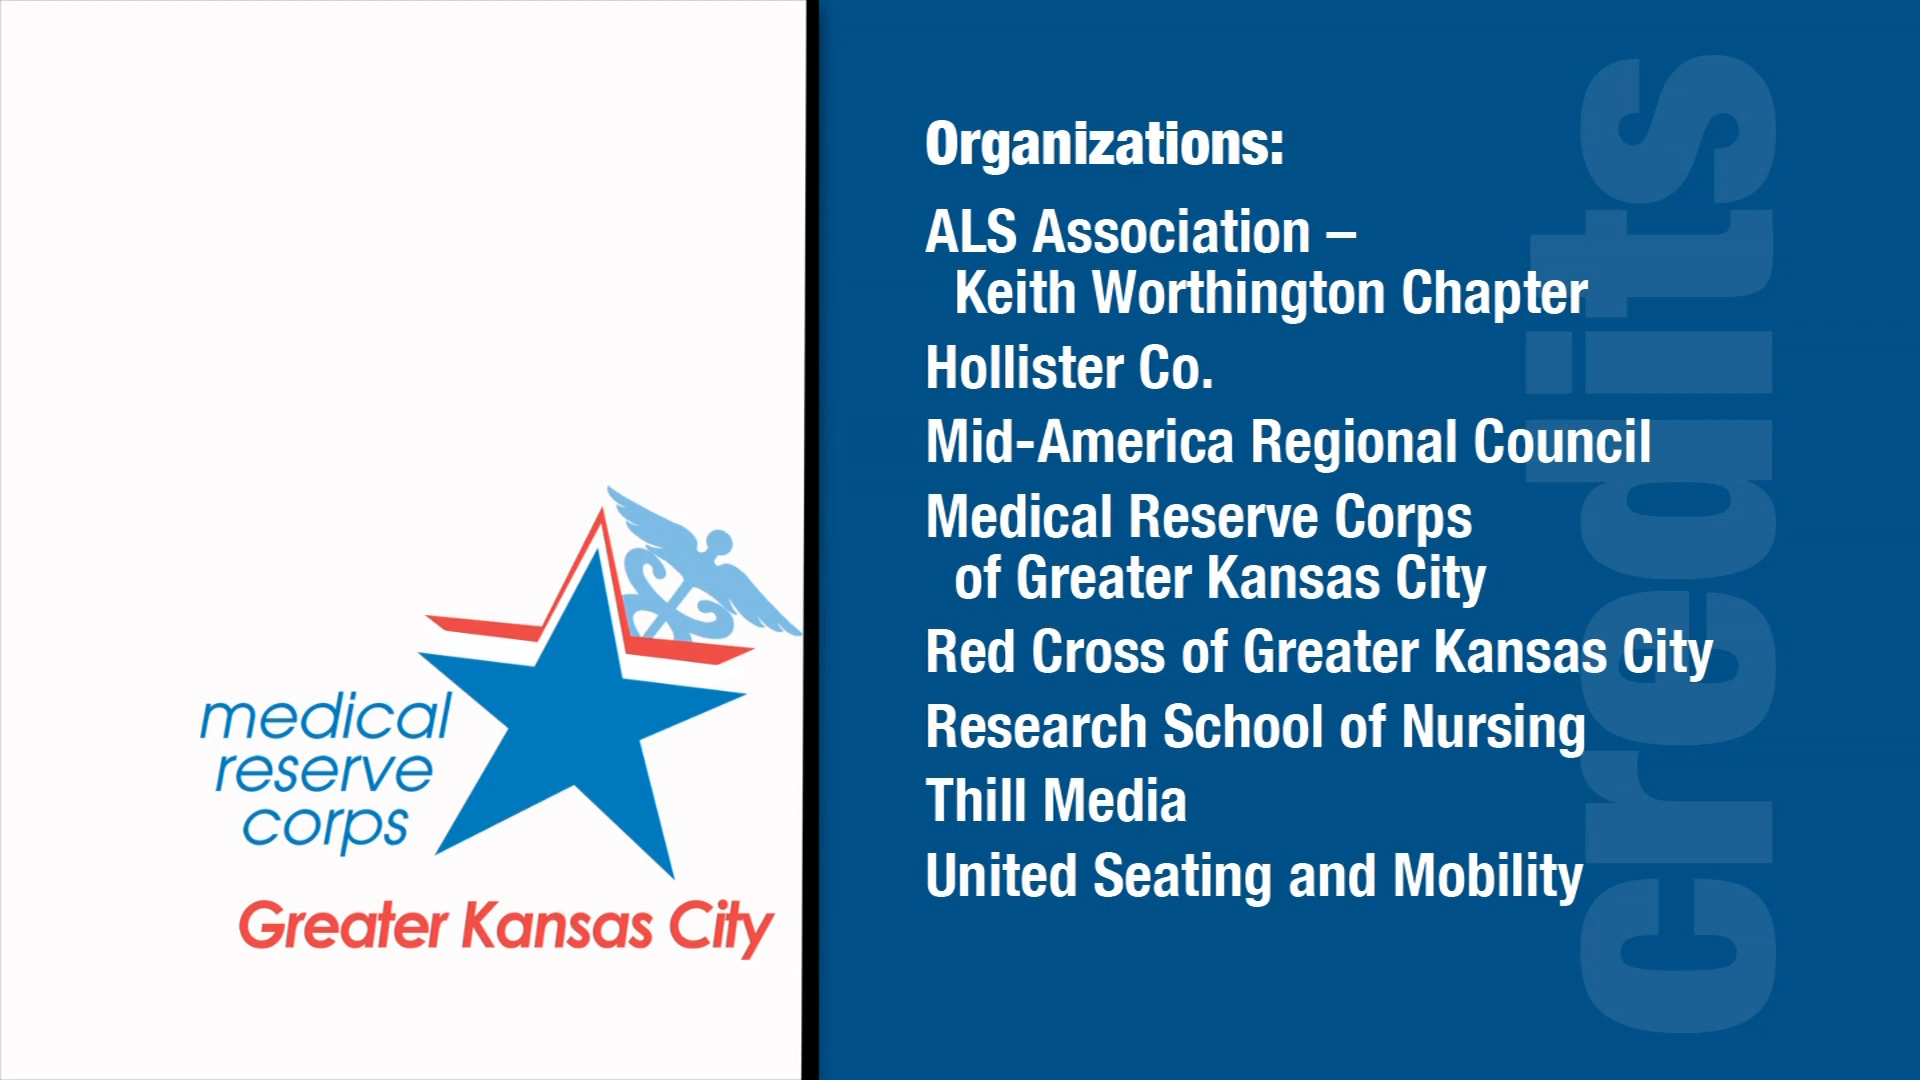 medical
reserve
corps
Greater Kansas City
Organizations:
ALS Association –
Keith Worthington Chapter
Hollister Co.
Mid-America Regional Council
Medical Reserve Corps
of Greater Kansas City
Red Cross of Greater Kansas City
Research School of Nursing
Thill Media
United Seating and Mobility
credits